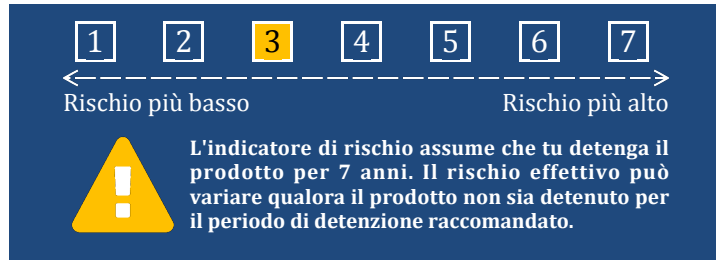 1 2 3 4 5 6 7
Rischio più basso Rischio più alto
L'indicatore di rischio assume che tu detenga il
prodotto per 7 anni. Il rischio effettivo può
variare qualora il prodotto non sia detenuto per
il periodo di detenzione raccomandato.